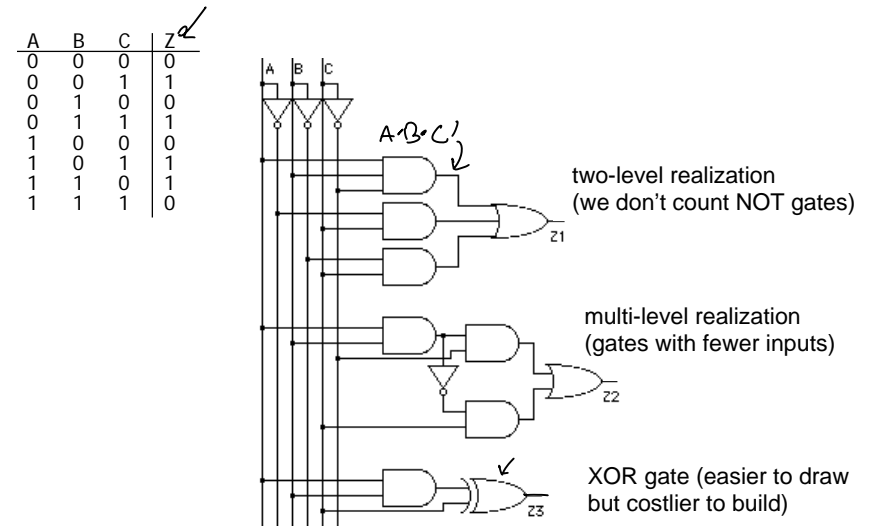 A B C Z
0 0 0 0
0 0 1 1
0 1 0 0
0 1 1 1
1 0 0 0
1 0 1 1
1 1 0 1
1 1 1 0
A B C
A·B·C'
two-level realization
(we don't count NOT gates)
Z1
multi-level realization
(gates with fewer inputs)
Z2
XOR gate (easier to draw
but costlier to build)
Z3